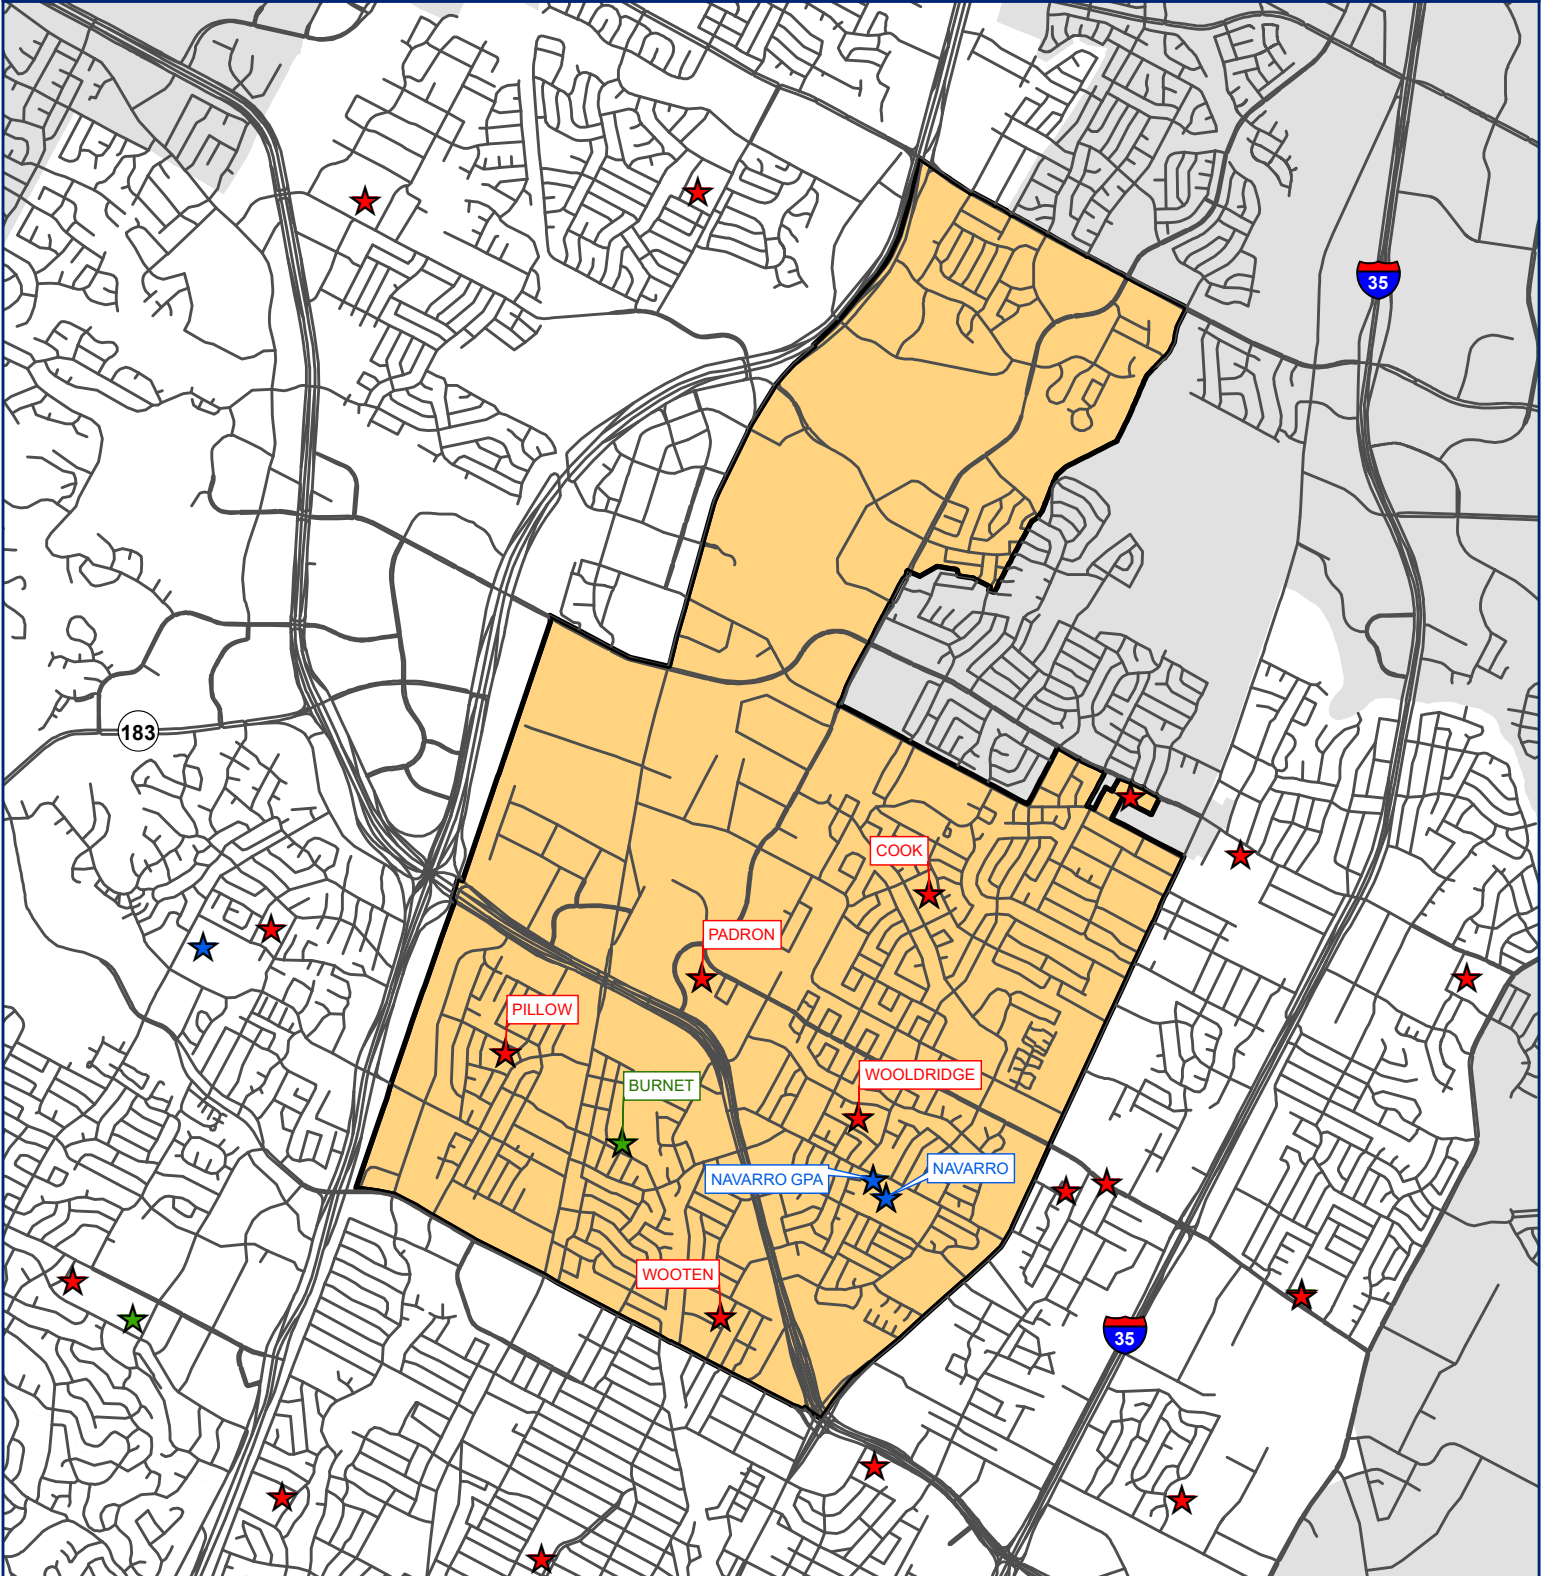 35
183
COOK
PADRON
PILLOW
WOOLDRIDGE
BURNET
NAVARRO
NAVARRO GPA
WOOTEN
35